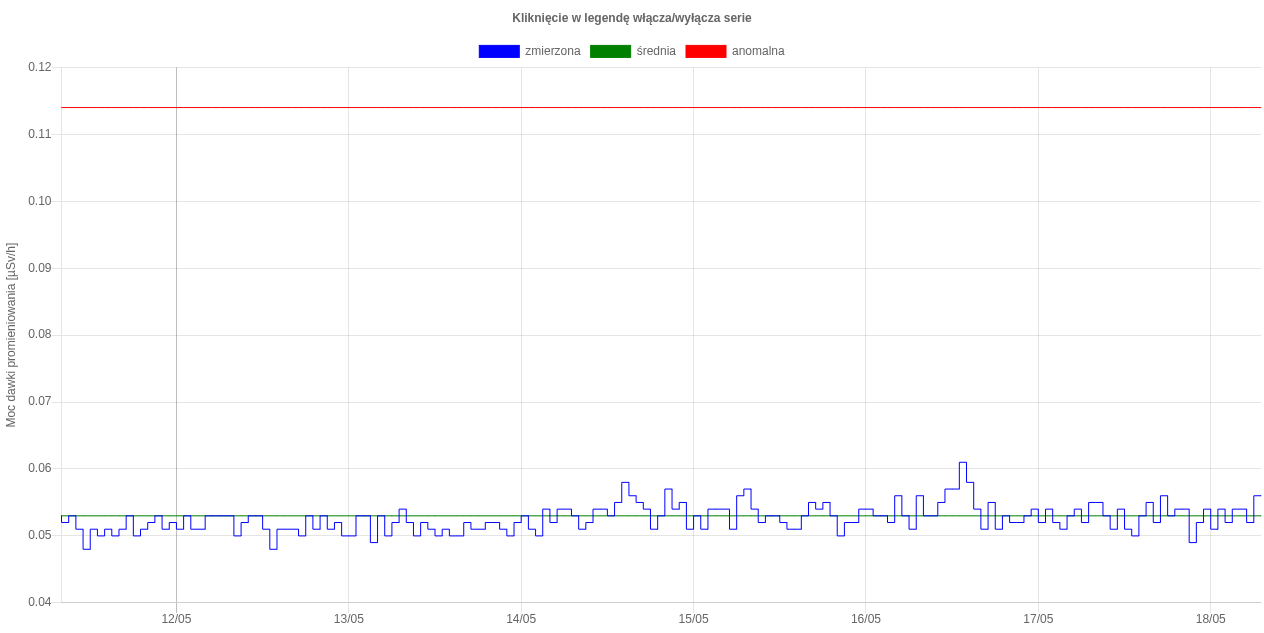 Kliknięcie w legendę włącza/wyłącza serie
zmierzona średnia anomalna
Moc dawki promieniowania [µSv/h]
0.12
0.11
0.10
0.09
0.08
0.07
0.06
0.05
0.04
12/05 13/05 14/05 15/05 16/05 17/05 18/05